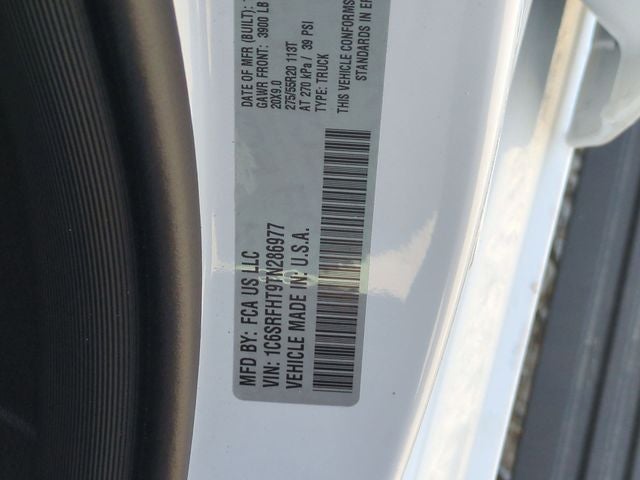 MFD BY: FCA US LLC
VIN: 1C6SRFHT9TN286977
VEHICLE MADE IN: U.S.A.
DATE OF MFR (BUILT):
GAWR FRONT: 3900 LB
20X9.0
275/55R20 113T
AT 270 kPa / 39 PSI
TYPE: TRUCK
THIS VEHICLE CONFORMS
STANDARDS IN